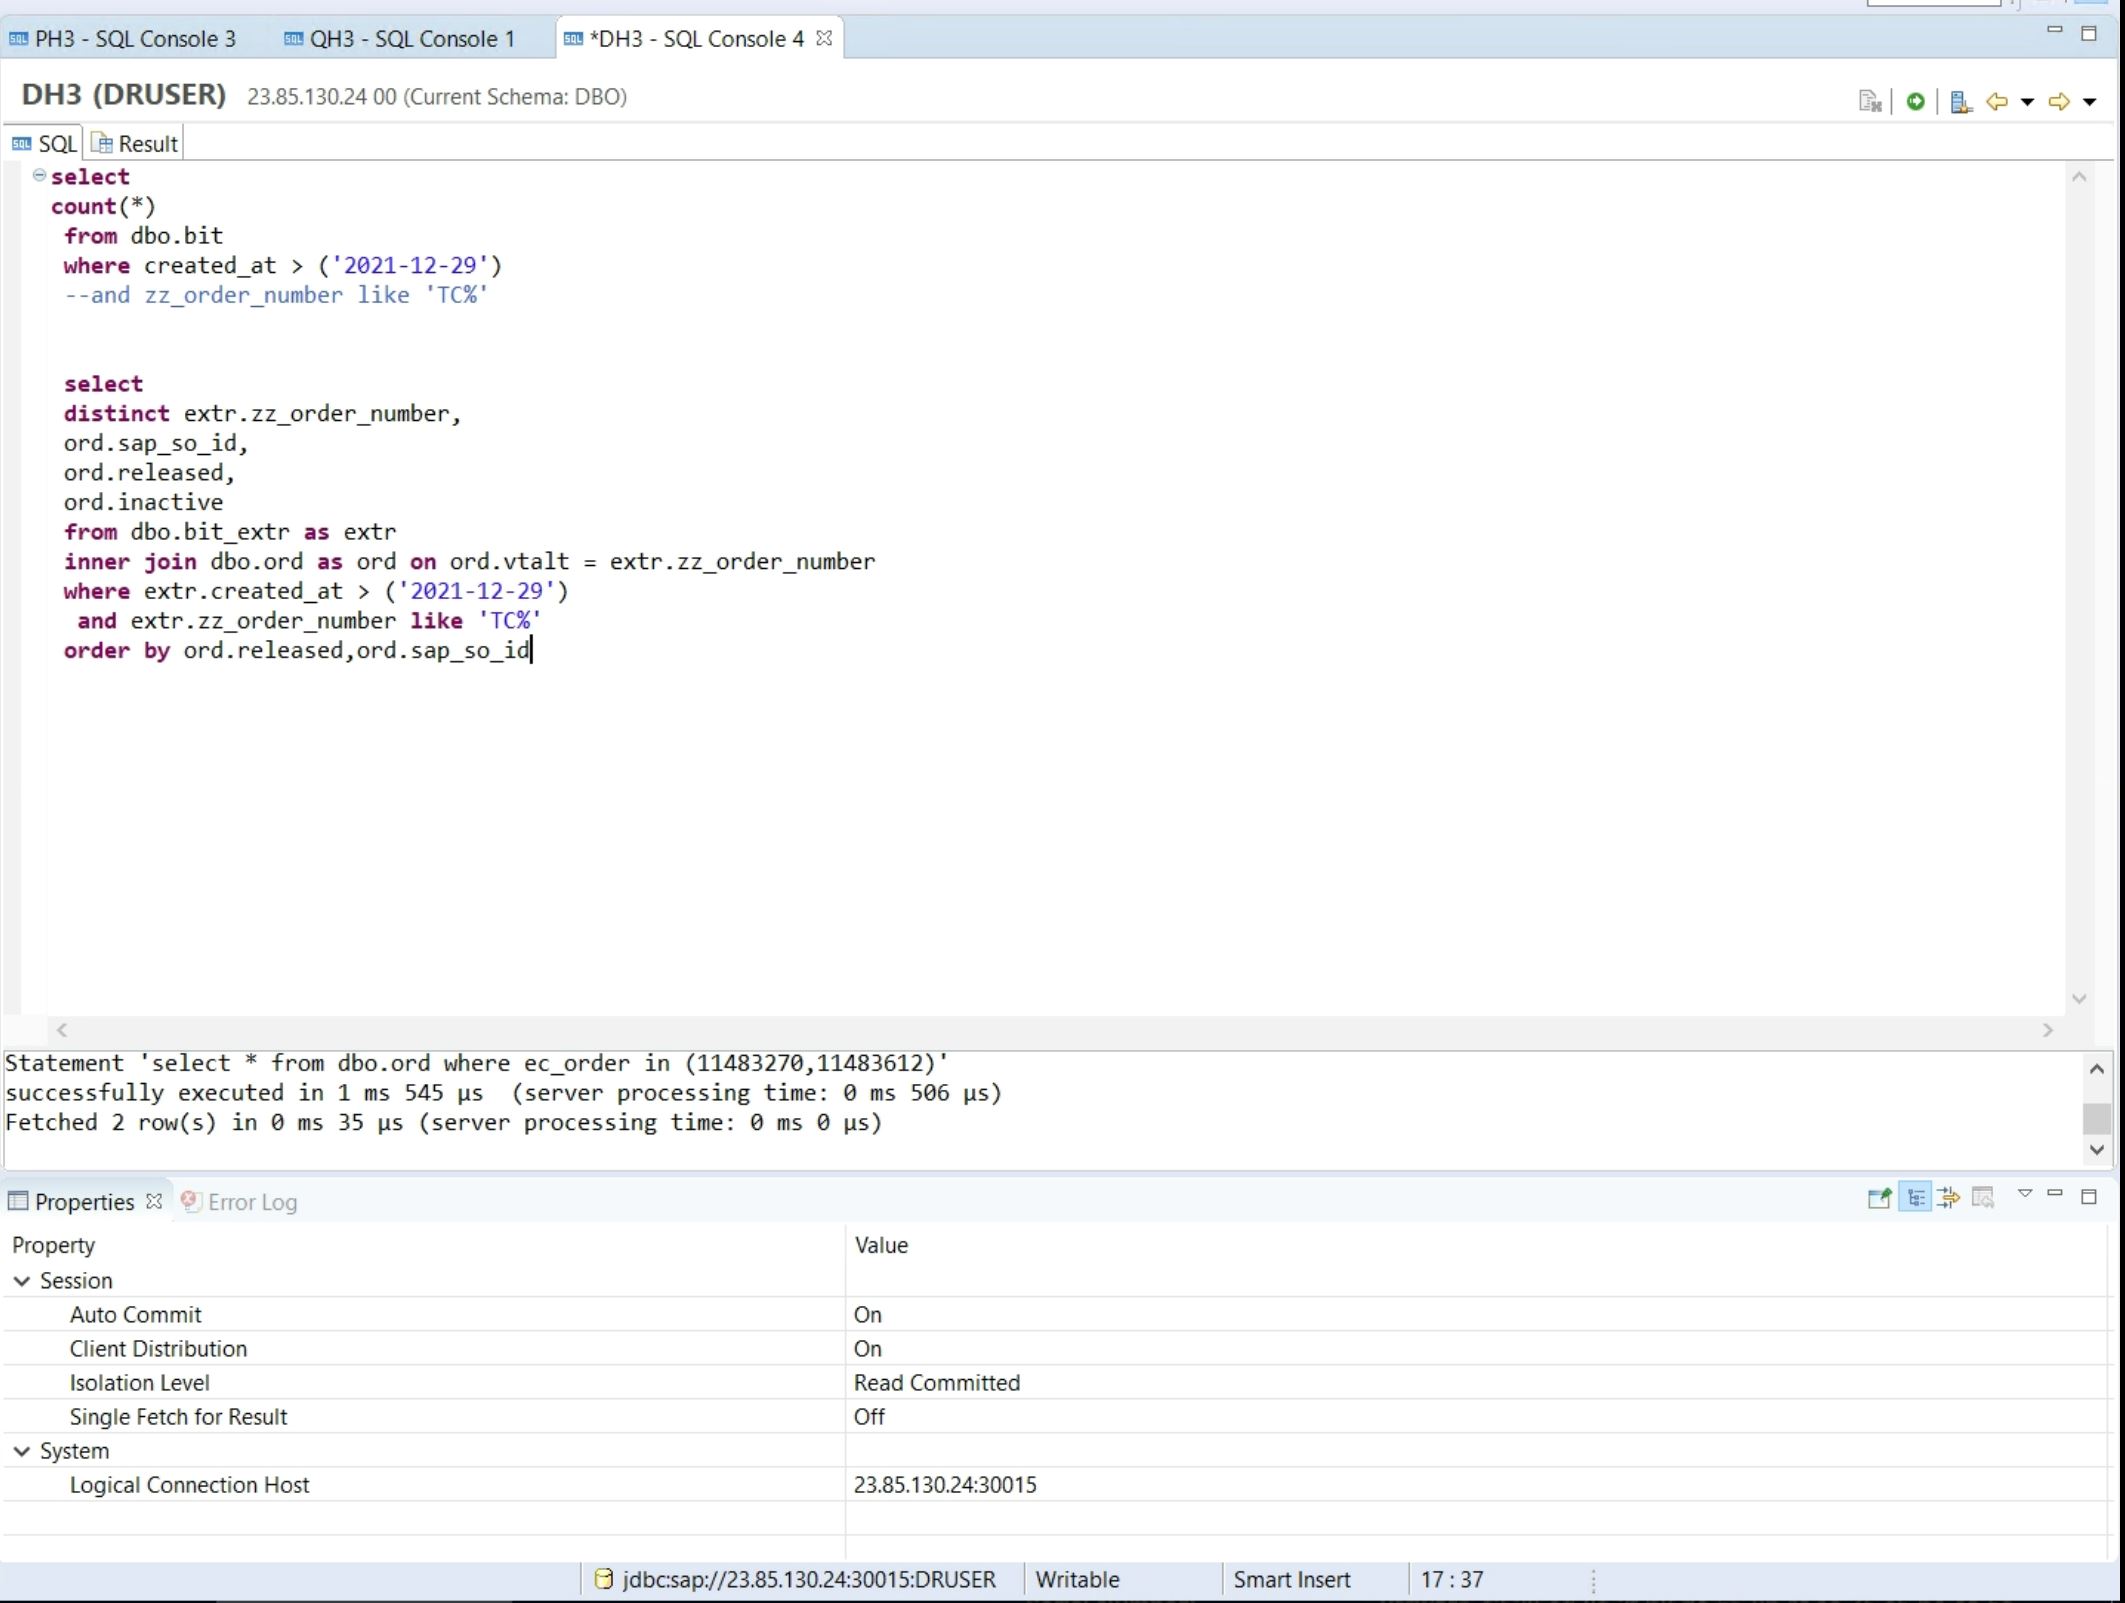 PH3 - SQL Console 3
QH3 - SQL Console 1
*DH3 - SQL Console 4
DH3 (DRUSER) 23.85.130.24 00 (Current Schema: DBO)
SQL
Result
select
count(*)
from dbo.bit
where created_at > ('2021-12-29')
--and zz_order_number like 'TC%'
select
distinct extr.zz_order_number,
ord.sap_so_id,
ord.released,
ord.inactive
from dbo.bit_extr as extr
inner join dbo.ord as ord on ord.vtalt = extr.zz_order_number
where extr.created_at > ('2021-12-29')
and extr.zz_order_number like 'TC%'
order by ord.released,ord.sap_so_id
Statement 'select * from dbo.ord where ec_order in (11483270,11483612)'
successfully executed in 1 ms 545 µs (server processing time: 0 ms 506 µs)
Fetched 2 row(s) in 0 ms 35 µs (server processing time: 0 ms 0 µs)
Properties
Error Log
Property Value
Session
Auto Commit On
Client Distribution On
Isolation Level Read Committed
Single Fetch for Result Off
System
Logical Connection Host 23.85.130.24:30015
jdbc:sap://23.85.130.24:30015:DRUSER Writable Smart Insert 17 : 37